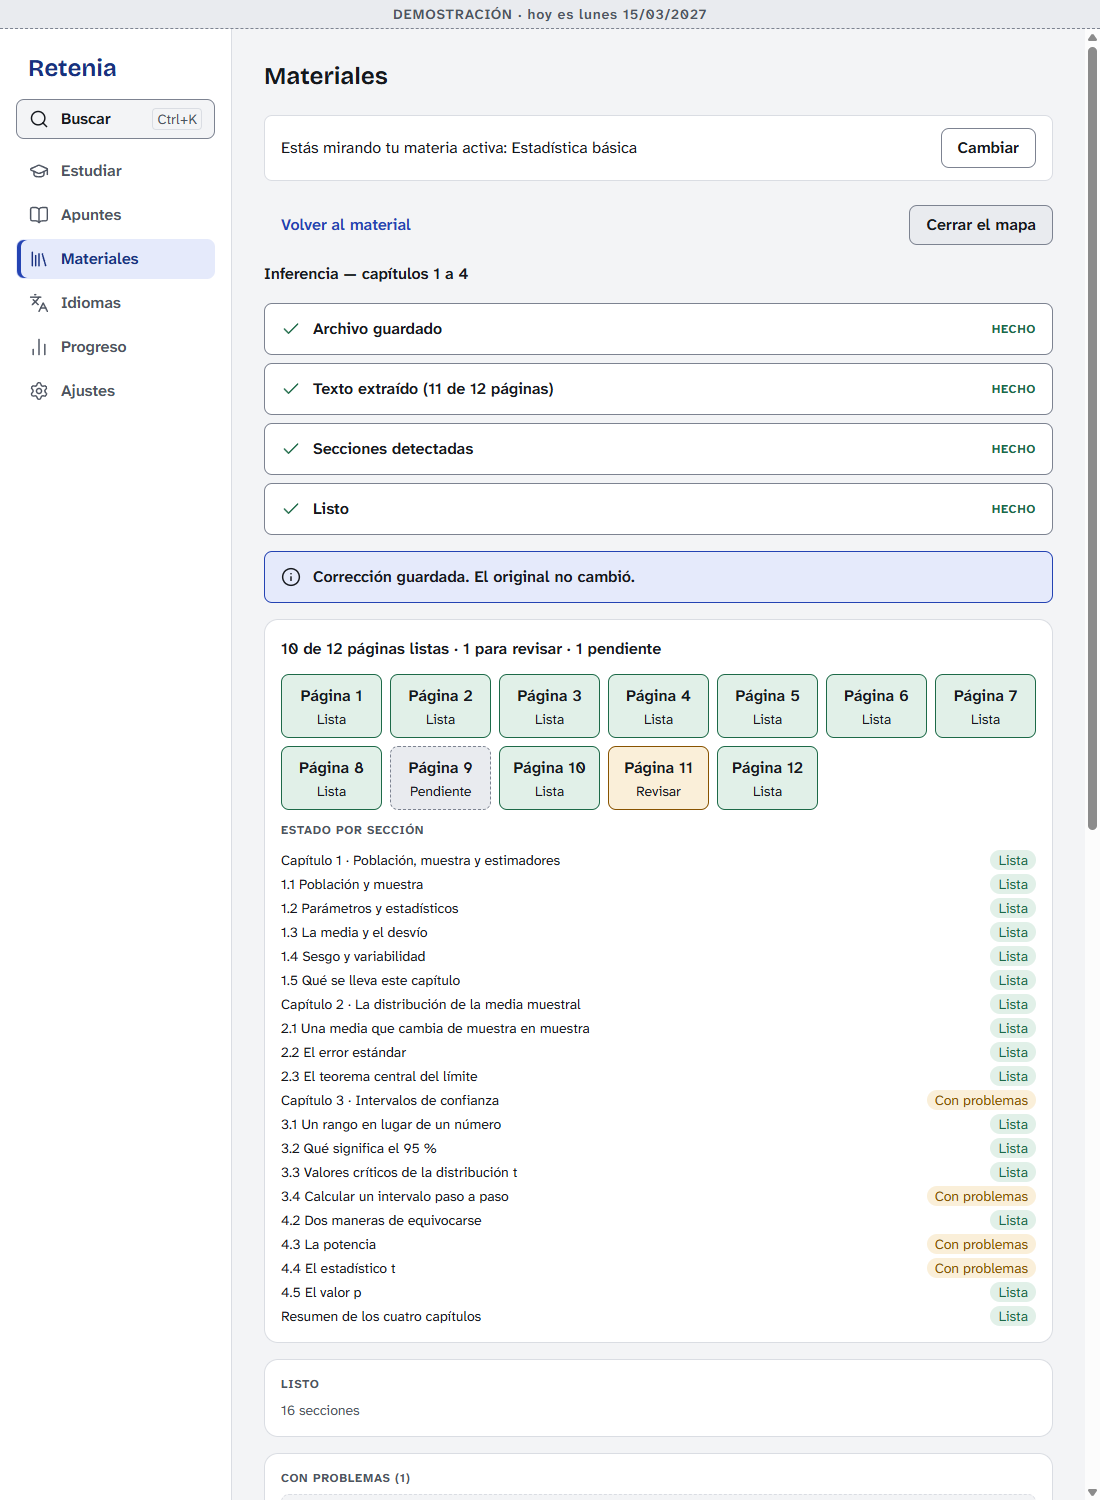 DEMOSTRACIÓN · hoy es lunes 15/03/2027
Retenia
Buscar Ctrl+K
Estudiar
Apuntes
Materiales
Idiomas
Progreso
Ajustes
Materiales
Estás mirando tu materia activa: Estadística básica
Cambiar
Volver al material
Cerrar el mapa
Inferencia — capítulos 1 a 4
Archivo guardado HECHO
Texto extraído (11 de 12 páginas) HECHO
Secciones detectadas HECHO
Listo HECHO
Corrección guardada. El original no cambió.
10 de 12 páginas listas · 1 para revisar · 1 pendiente
Página 1 Página 2 Página 3 Página 4 Página 5 Página 6 Página 7
Lista Lista Lista Lista Lista Lista Lista
Página 8 Página 9 Página 10 Página 11 Página 12
Lista Pendiente Lista Revisar Lista
ESTADO POR SECCIÓN
Capítulo 1 · Población, muestra y estimadores Lista
1.1 Población y muestra Lista
1.2 Parámetros y estadísticos Lista
1.3 La media y el desvío Lista
1.4 Sesgo y variabilidad Lista
1.5 Qué se lleva este capítulo Lista
Capítulo 2 · La distribución de la media muestral Lista
2.1 Una media que cambia de muestra en muestra Lista
2.2 El error estándar Lista
2.3 El teorema central del límite Lista
Capítulo 3 · Intervalos de confianza Con problemas
3.1 Un rango en lugar de un número Lista
3.2 Qué significa el 95 % Lista
3.3 Valores críticos de la distribución t Lista
3.4 Calcular un intervalo paso a paso Con problemas
4.2 Dos maneras de equivocarse Lista
4.3 La potencia Con problemas
4.4 El estadístico t Con problemas
4.5 El valor p Lista
Resumen de los cuatro capítulos Lista
LISTO
16 secciones
CON PROBLEMAS (1)